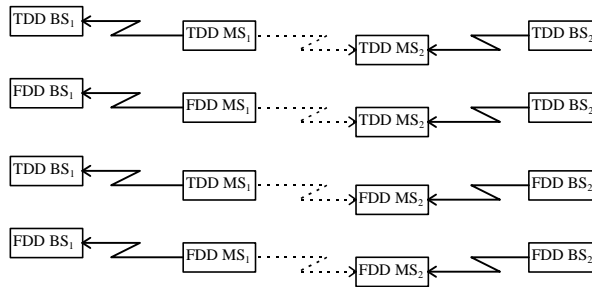 TDD BS₁ TDD MS₁ TDD MS₂ TDD BS₂
FDD BS₁ FDD MS₁ TDD MS₂ TDD BS₂
TDD BS₁ TDD MS₁ FDD MS₂ FDD BS₂
FDD BS₁ FDD MS₁ FDD MS₂ FDD BS₂